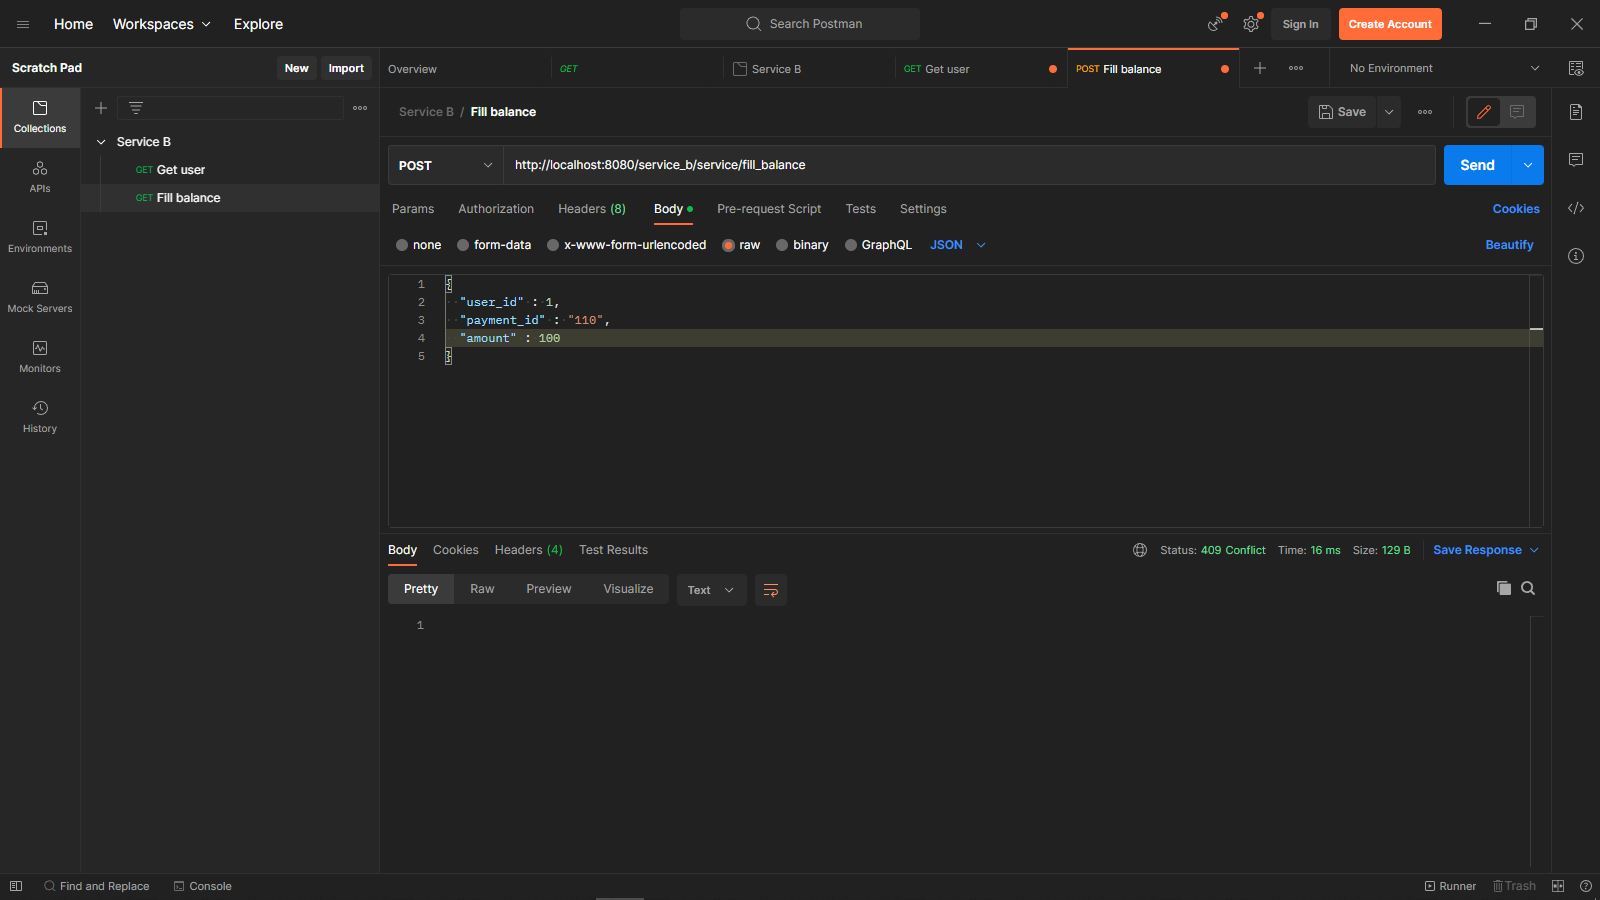 Home Workspaces Explore Search Postman Sign In Create Account
Scratch Pad New Import Overview GET Service B GET Get user POST Fill balance No Environment
Collections
APIs
Environments
Mock Servers
Monitors
History
Service B
GET Get user
GET Fill balance
Service B / Fill balance Save
POST http://localhost:8080/service_b/service/fill_balance Send
Params Authorization Headers (8) Body Pre-request Script Tests Settings Cookies
none form-data x-www-form-urlencoded raw binary GraphQL JSON Beautify
1 {
2 "user_id" : 1,
3 "payment_id" : "110",
4 "amount" : 100
5 }
Body Cookies Headers (4) Test Results Status: 409 Conflict Time: 16 ms Size: 129 B Save Response
Pretty Raw Preview Visualize Text
1
Find and Replace Console Runner Trash